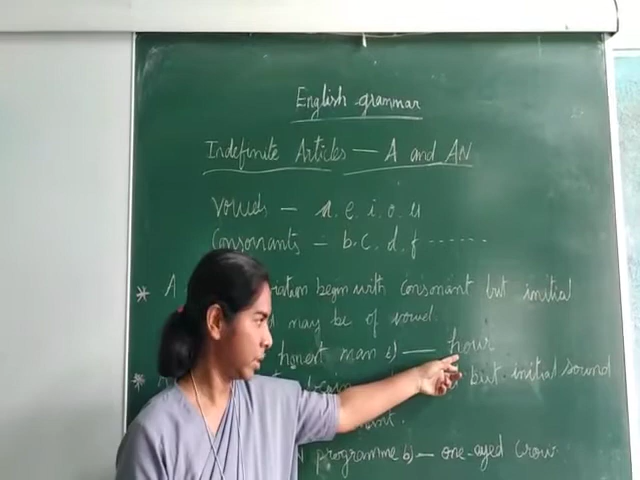 English grammar
Indefinite Articles — A and AN
Vowels — a. e. i. o. u
Consonants — b. c. d. f ------
* A begin with consonant but initial
may be of vowel.
honest man — hour
* but initial sound
programme b) — one-eyed Crow